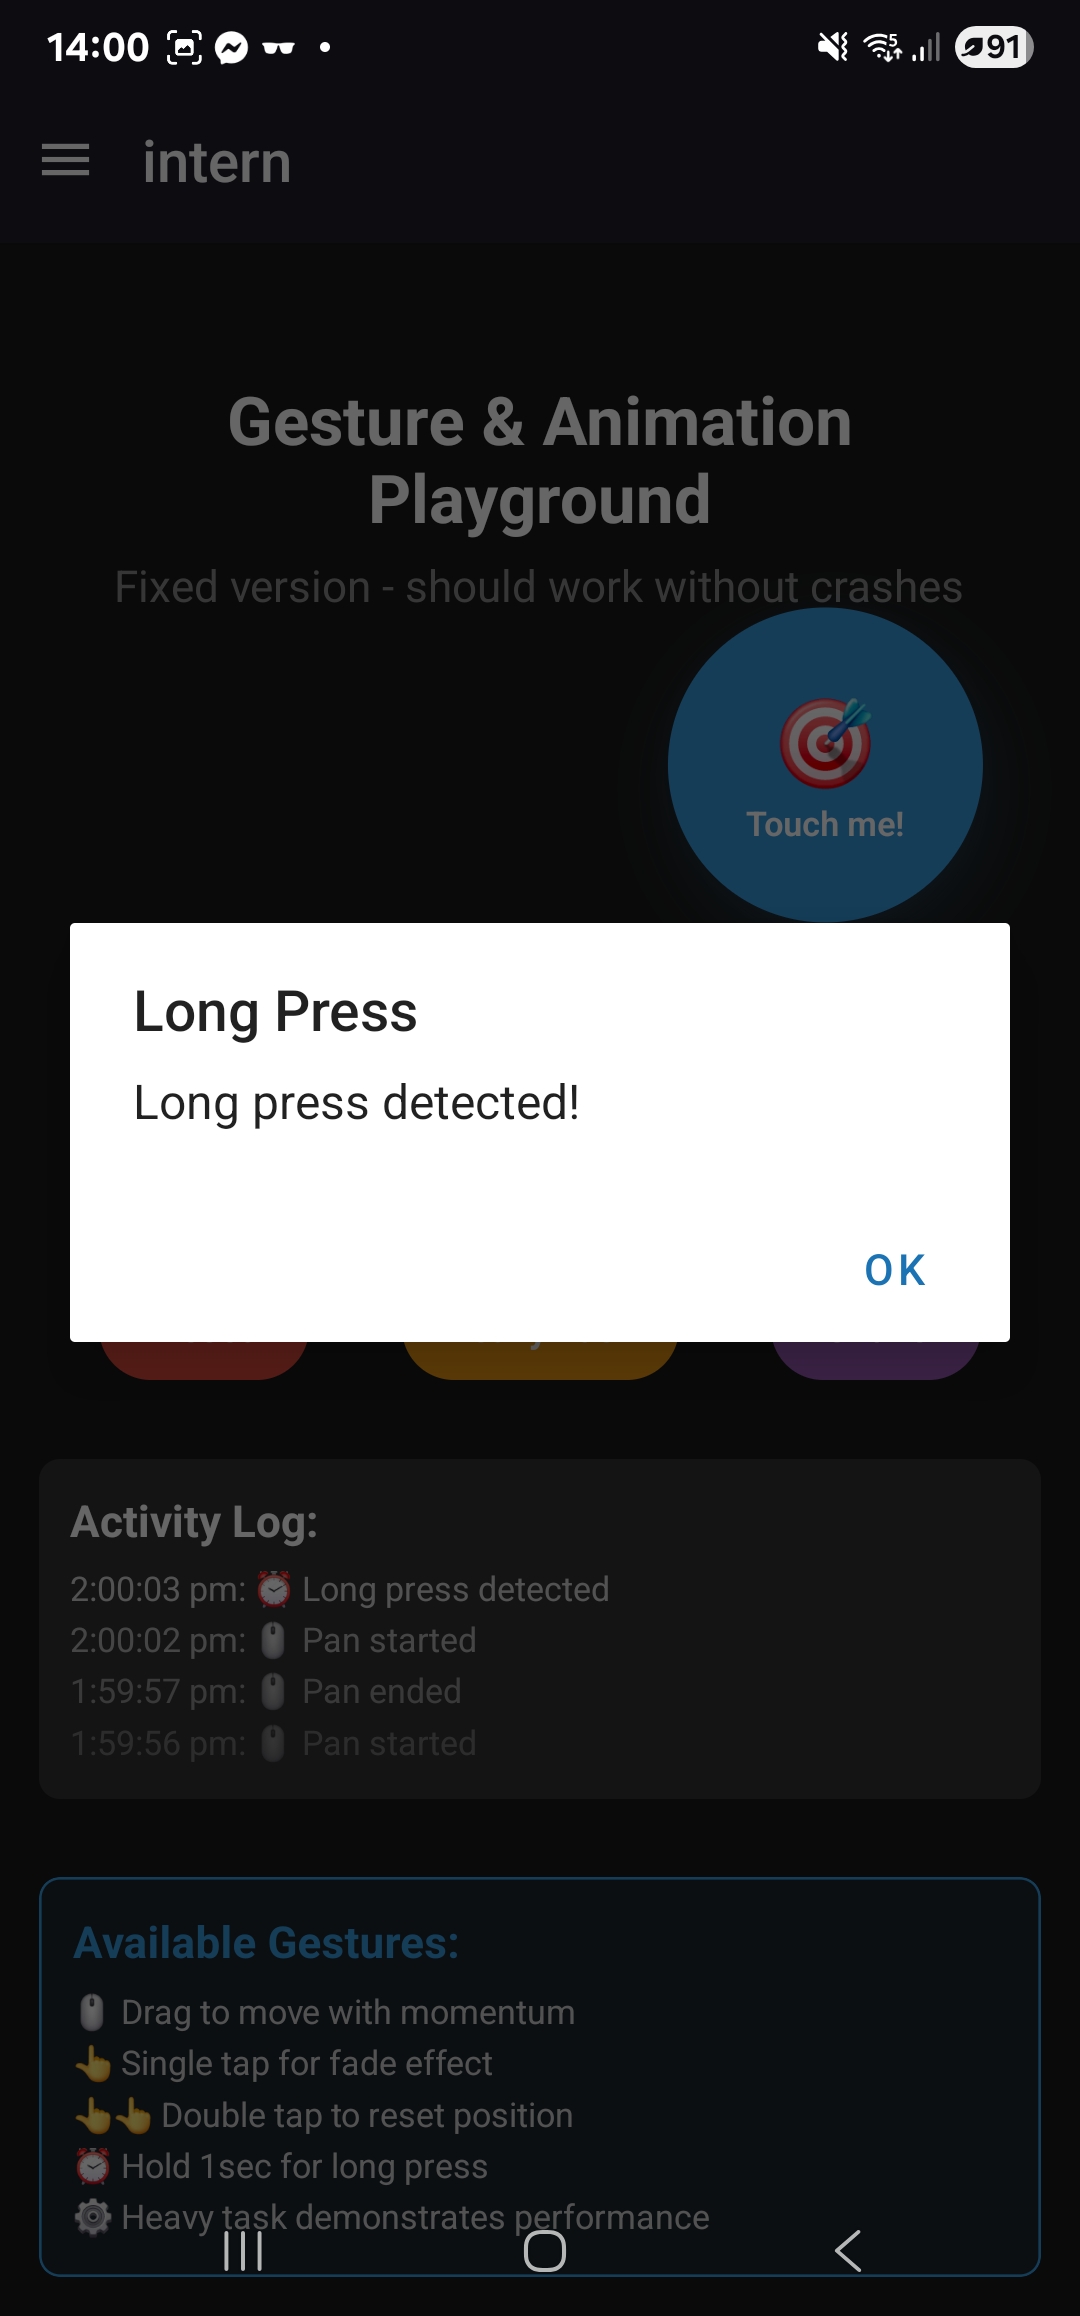 14:00
5
91
intern
Gesture & Animation
Playground
Fixed version - should work without crashes
Touch me!
Long Press
Long press detected!
OK
Activity Log:
2:00:03 pm: ⏰ Long press detected
2:00:02 pm: 🖱️ Pan started
1:59:57 pm: 🖱️ Pan ended
1:59:56 pm: 🖱️ Pan started
Available Gestures:
🖱️ Drag to move with momentum
👆 Single tap for fade effect
👆👆 Double tap to reset position
⏰ Hold 1sec for long press
⚙️ Heavy task demonstrates performance